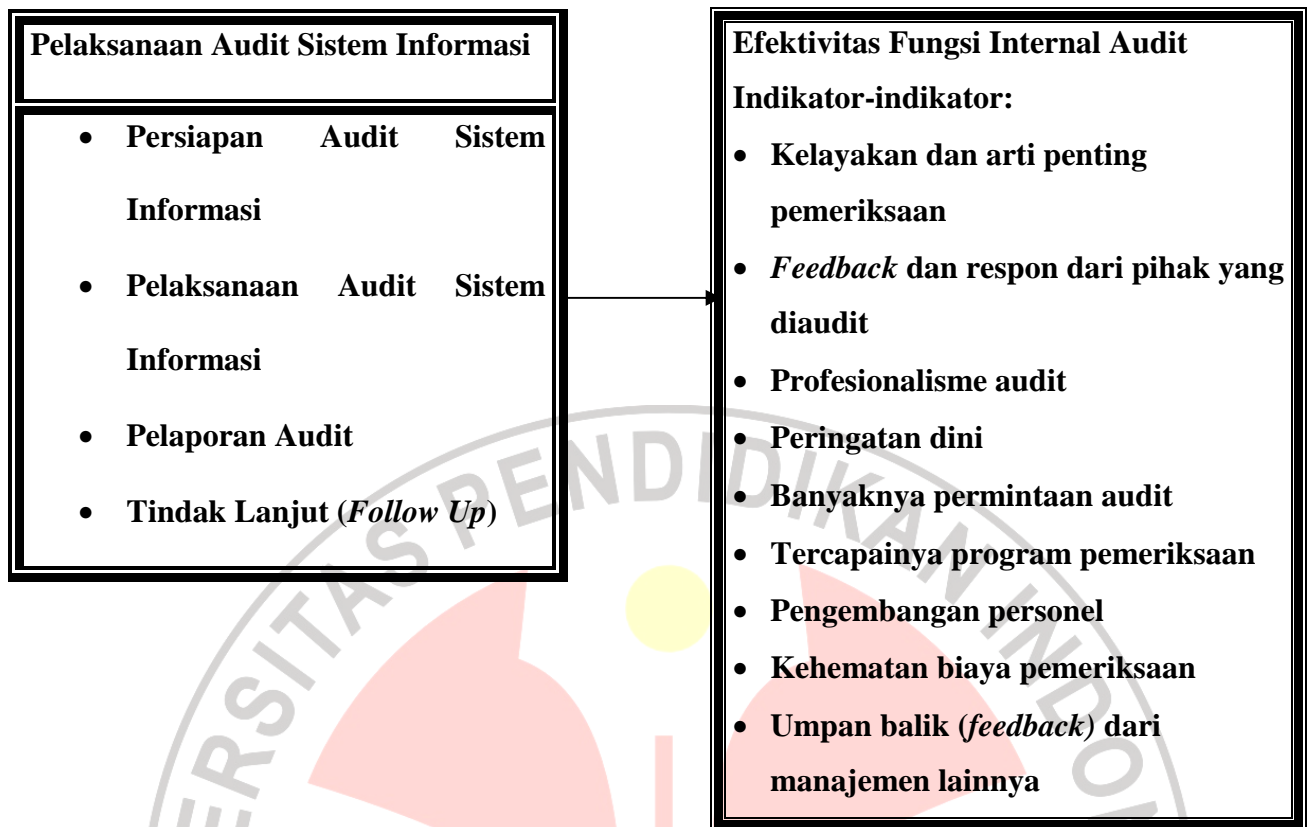 Pelaksanaan Audit Sistem Informasi
• Persiapan Audit Sistem
Informasi
• Pelaksanaan Audit Sistem
Informasi
• Pelaporan Audit
• Tindak Lanjut (Follow Up)
Efektivitas Fungsi Internal Audit
Indikator-indikator:
• Kelayakan dan arti penting
pemeriksaan
• Feedback dan respon dari pihak yang
diaudit
• Profesionalisme audit
• Peringatan dini
• Banyaknya permintaan audit
• Tercapainya program pemeriksaan
• Pengembangan personel
• Kehematan biaya pemeriksaan
• Umpan balik (feedback) dari
manajemen lainnya
ERSITAS PENDIDIKAN INDO